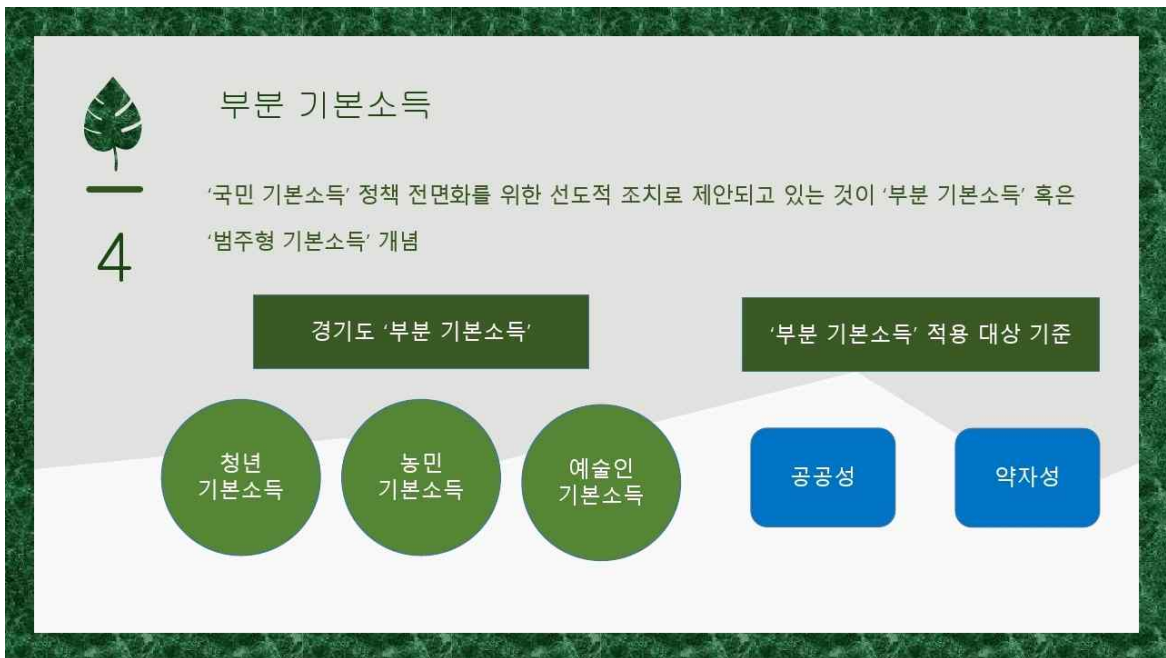 부분 기본소득
4
‘국민 기본소득’ 정책 전면화를 위한 선도적 조치로 제안되고 있는 것이 ‘부분 기본소득’ 혹은
‘범주형 기본소득’ 개념
경기도 ‘부분 기본소득’
‘부분 기본소득’ 적용 대상 기준
청년
기본소득
농민
기본소득
예술인
기본소득
공공성
약자성